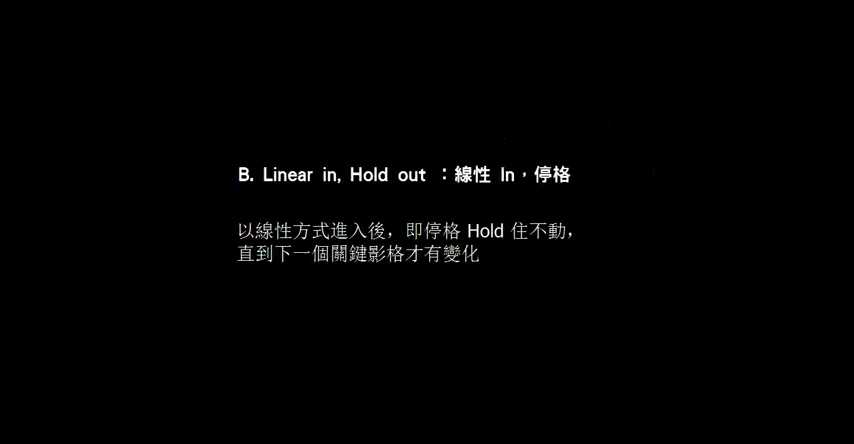 B. Linear in, Hold out ：線性 In，停格
以線性方式進入後，即停格 Hold 住不動，
直到下一個關鍵影格才有變化